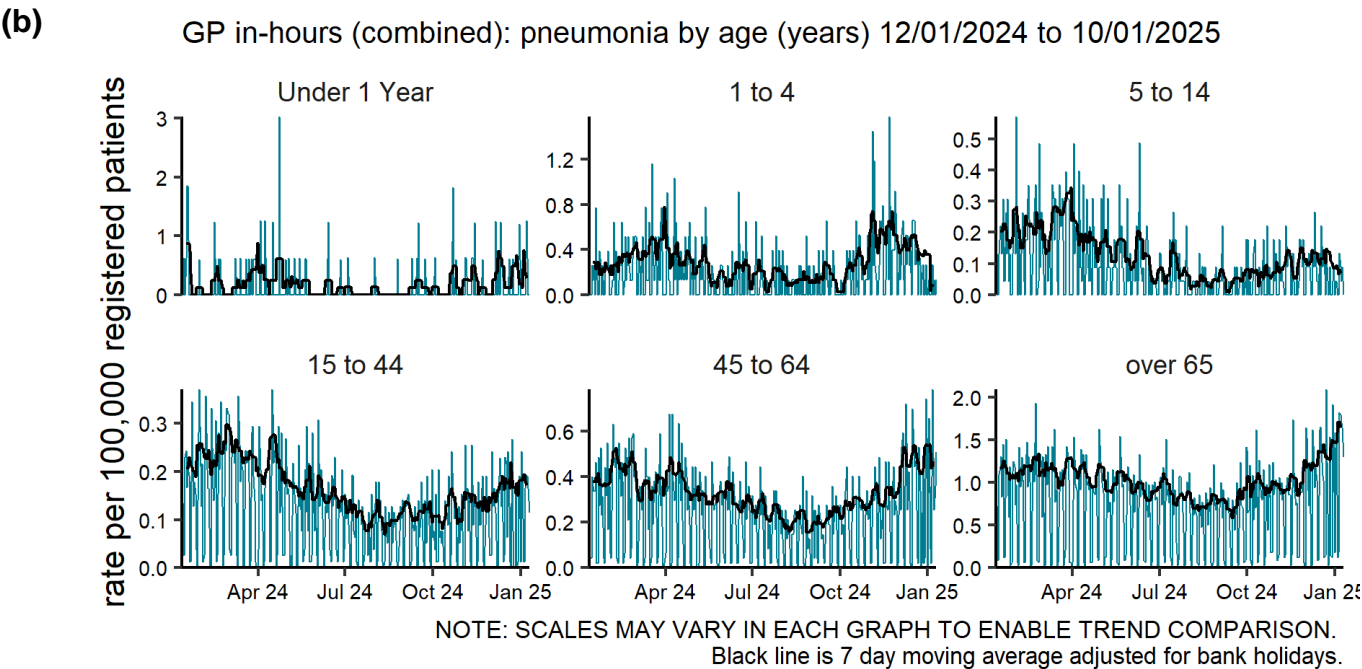 (b)
GP in-hours (combined): pneumonia by age (years) 12/01/2024 to 10/01/2025
rate per 100,000 registered patients
Under 1 Year
3
2
1
0
1 to 4
1.2
0.8
0.4
0.0
5 to 14
0.5
0.4
0.3
0.2
0.1
0.0
15 to 44
0.3
0.2
0.1
0.0
Apr 24 Jul 24 Oct 24 Jan 25
45 to 64
0.6
0.4
0.2
0.0
Apr 24 Jul 24 Oct 24 Jan 25
over 65
2.0
1.5
1.0
0.5
0.0
Apr 24 Jul 24 Oct 24 Jan 25
NOTE: SCALES MAY VARY IN EACH GRAPH TO ENABLE TREND COMPARISON.
Black line is 7 day moving average adjusted for bank holidays.